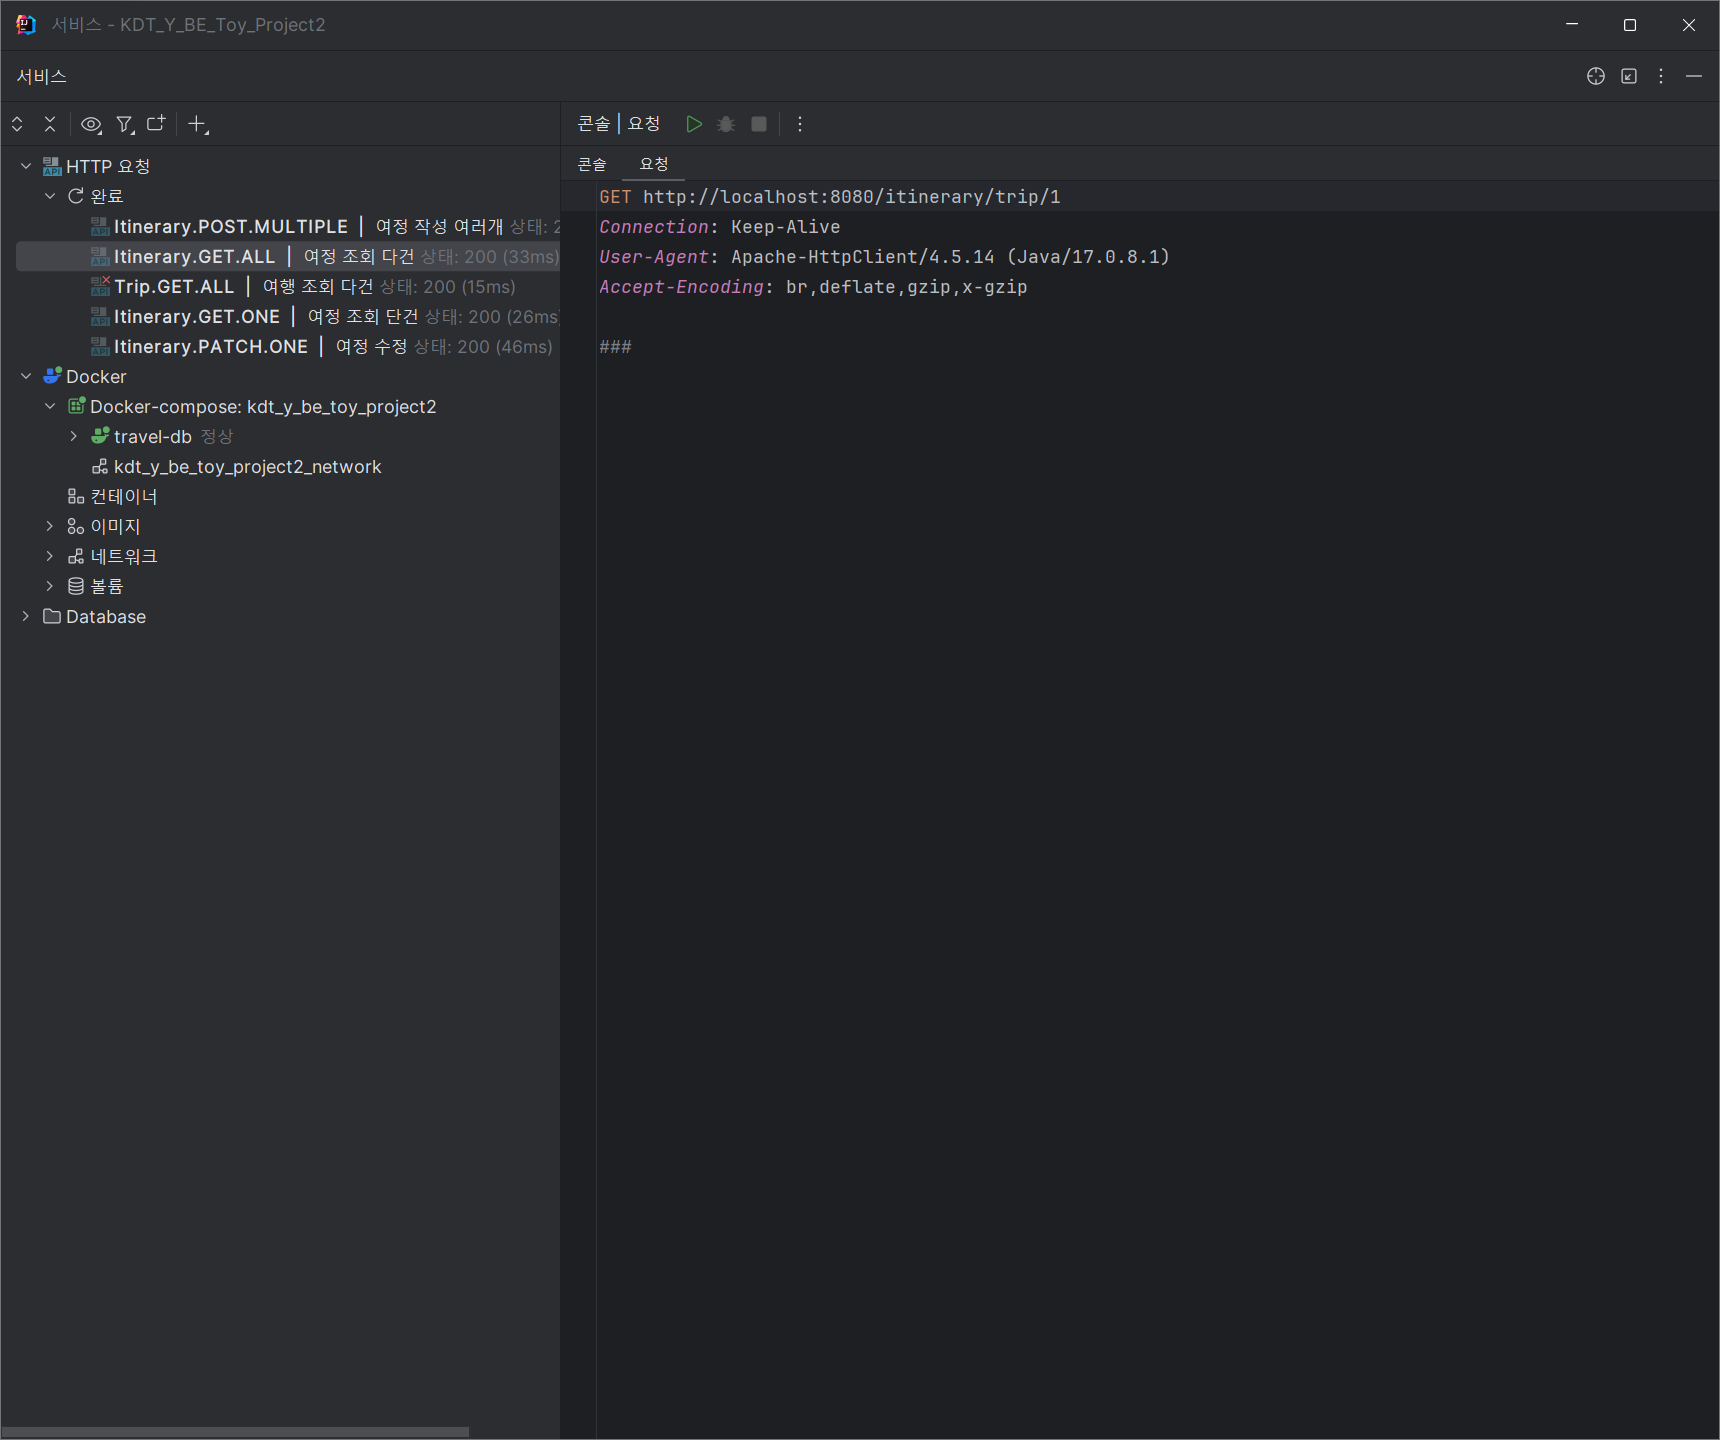 서비스 - KDT_Y_BE_Toy_Project2
서비스
콘솔 | 요청
HTTP 요청
완료
Itinerary.POST.MULTIPLE | 여정 작성 여러개 상태: 2
Itinerary.GET.ALL | 여정 조회 다건 상태: 200 (33ms)
Trip.GET.ALL | 여행 조회 다건 상태: 200 (15ms)
Itinerary.GET.ONE | 여정 조회 단건 상태: 200 (26ms)
Itinerary.PATCH.ONE | 여정 수정 상태: 200 (46ms)
Docker
Docker-compose: kdt_y_be_toy_project2
travel-db 정상
kdt_y_be_toy_project2_network
컨테이너
이미지
네트워크
볼륨
Database
콘솔 요청
GET http://localhost:8080/itinerary/trip/1
Connection: Keep-Alive
User-Agent: Apache-HttpClient/4.5.14 (Java/17.0.8.1)
Accept-Encoding: br,deflate,gzip,x-gzip
###